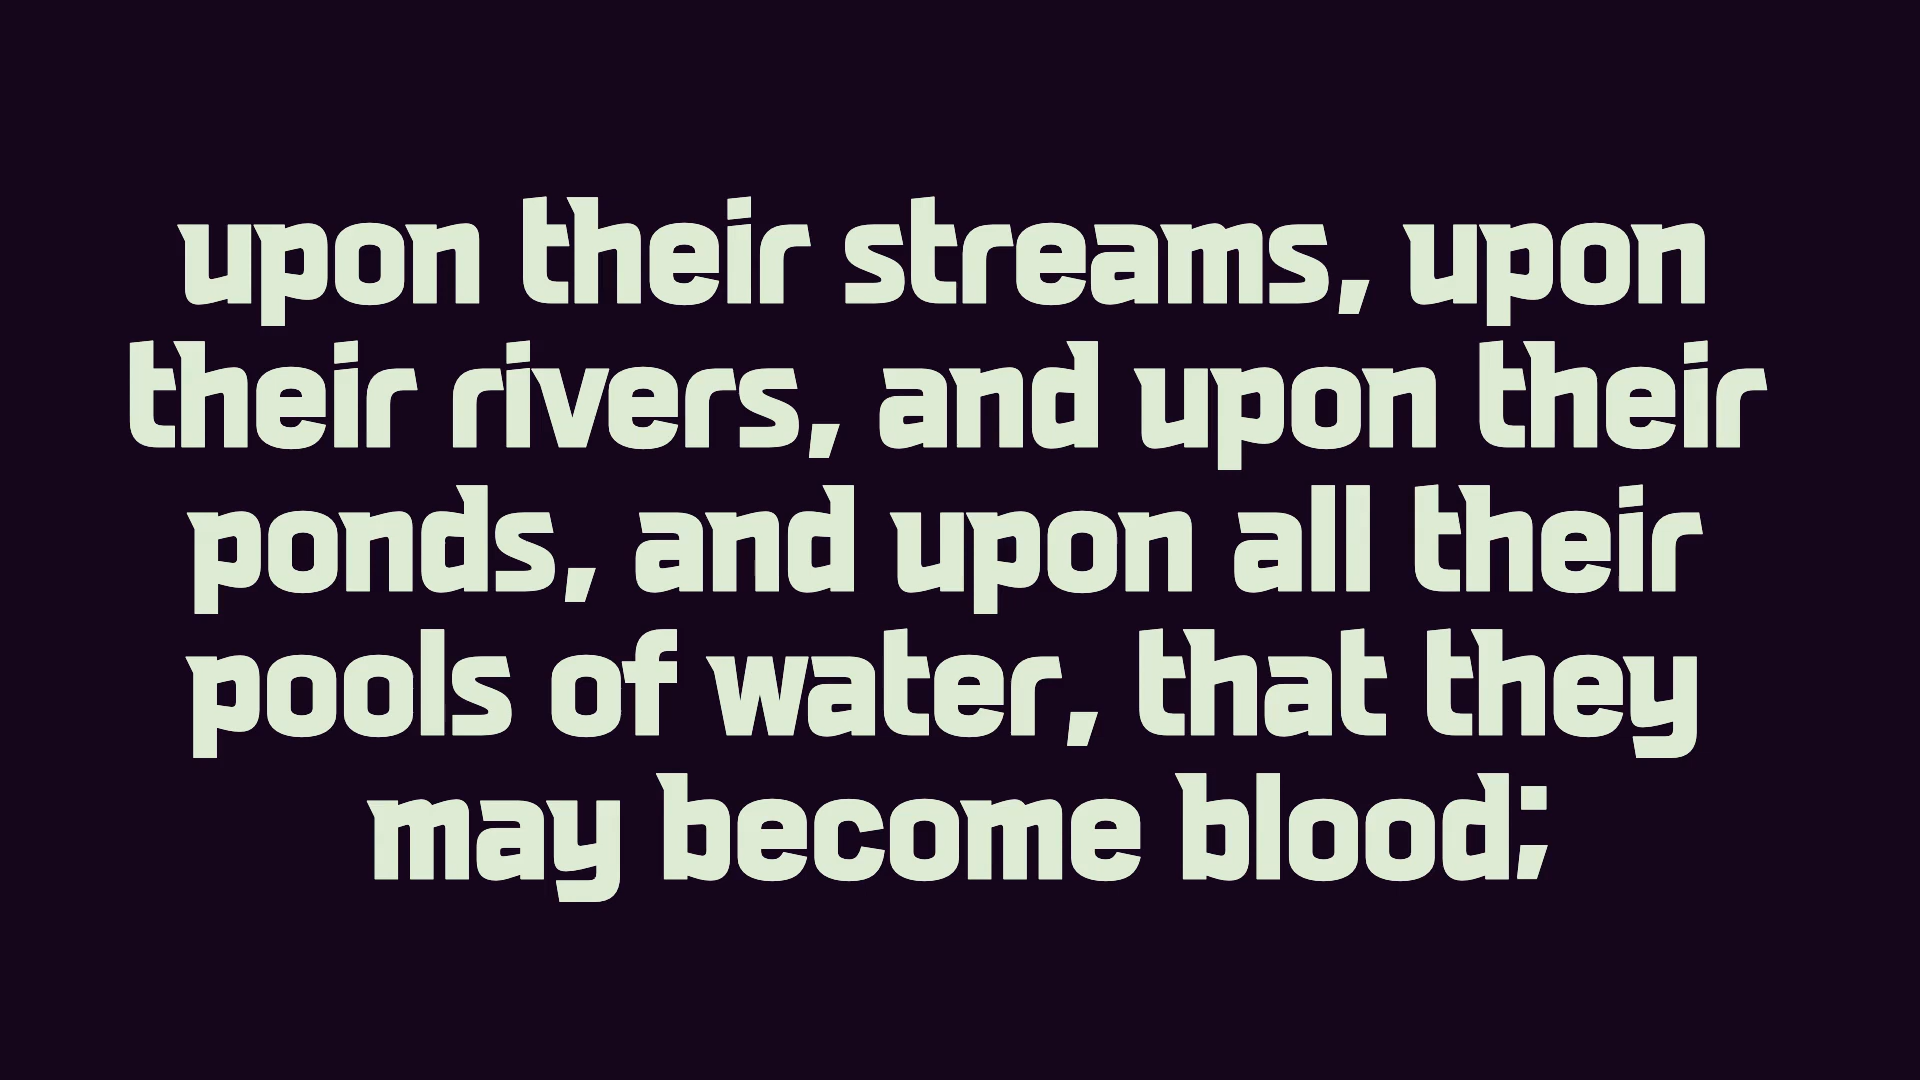 upon their streams, upon
their rivers, and upon their
ponds, and upon all their
pools of water, that they
may become blood;